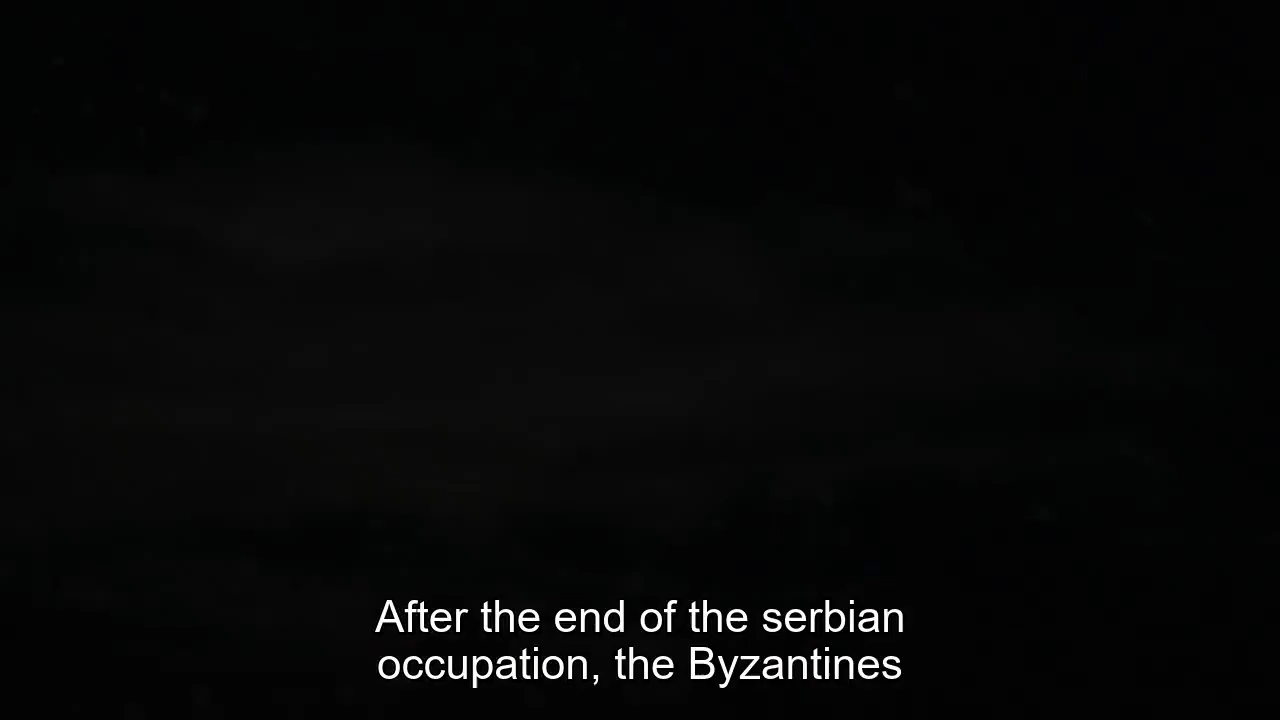 After the end of the serbian
occupation, the Byzantines